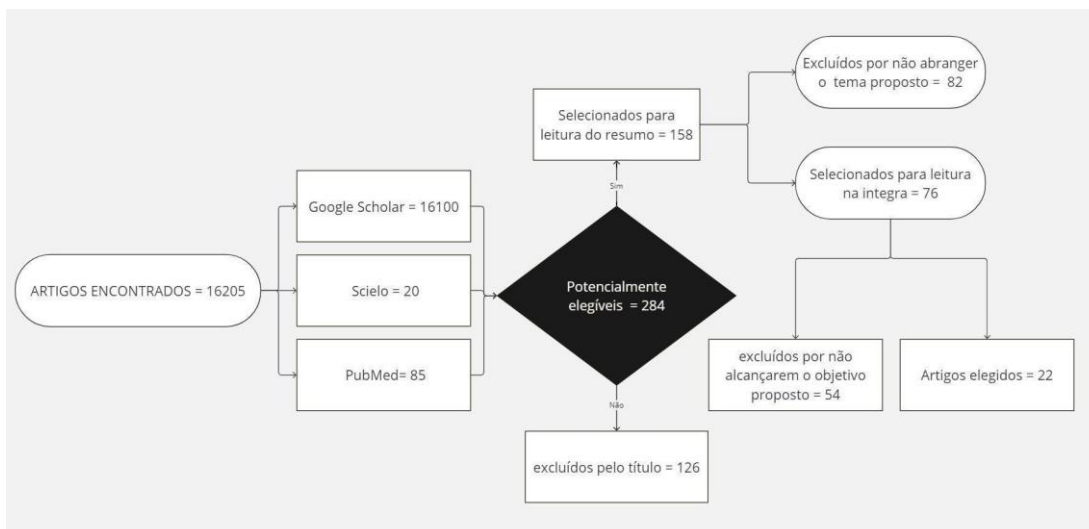 ARTIGOS ENCONTRADOS = 16205
Google Scholar = 16100
Scielo = 20
PubMed= 85
Potencialmente
elegíveis = 284
Sim
Selecionados para
leitura do resumo = 158
Excluídos por não abranger
o tema proposto = 82
Selecionados para leitura
na integra = 76
excluídos por não
alcançarem o objetivo
proposto = 54
Artigos elegidos = 22
Não
excluídos pelo título = 126